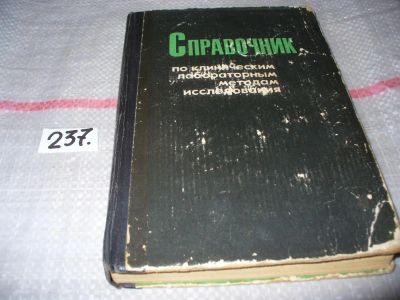 СПРАВОЧНИК
по клиническим
лабораторным
методам
исследования
237.